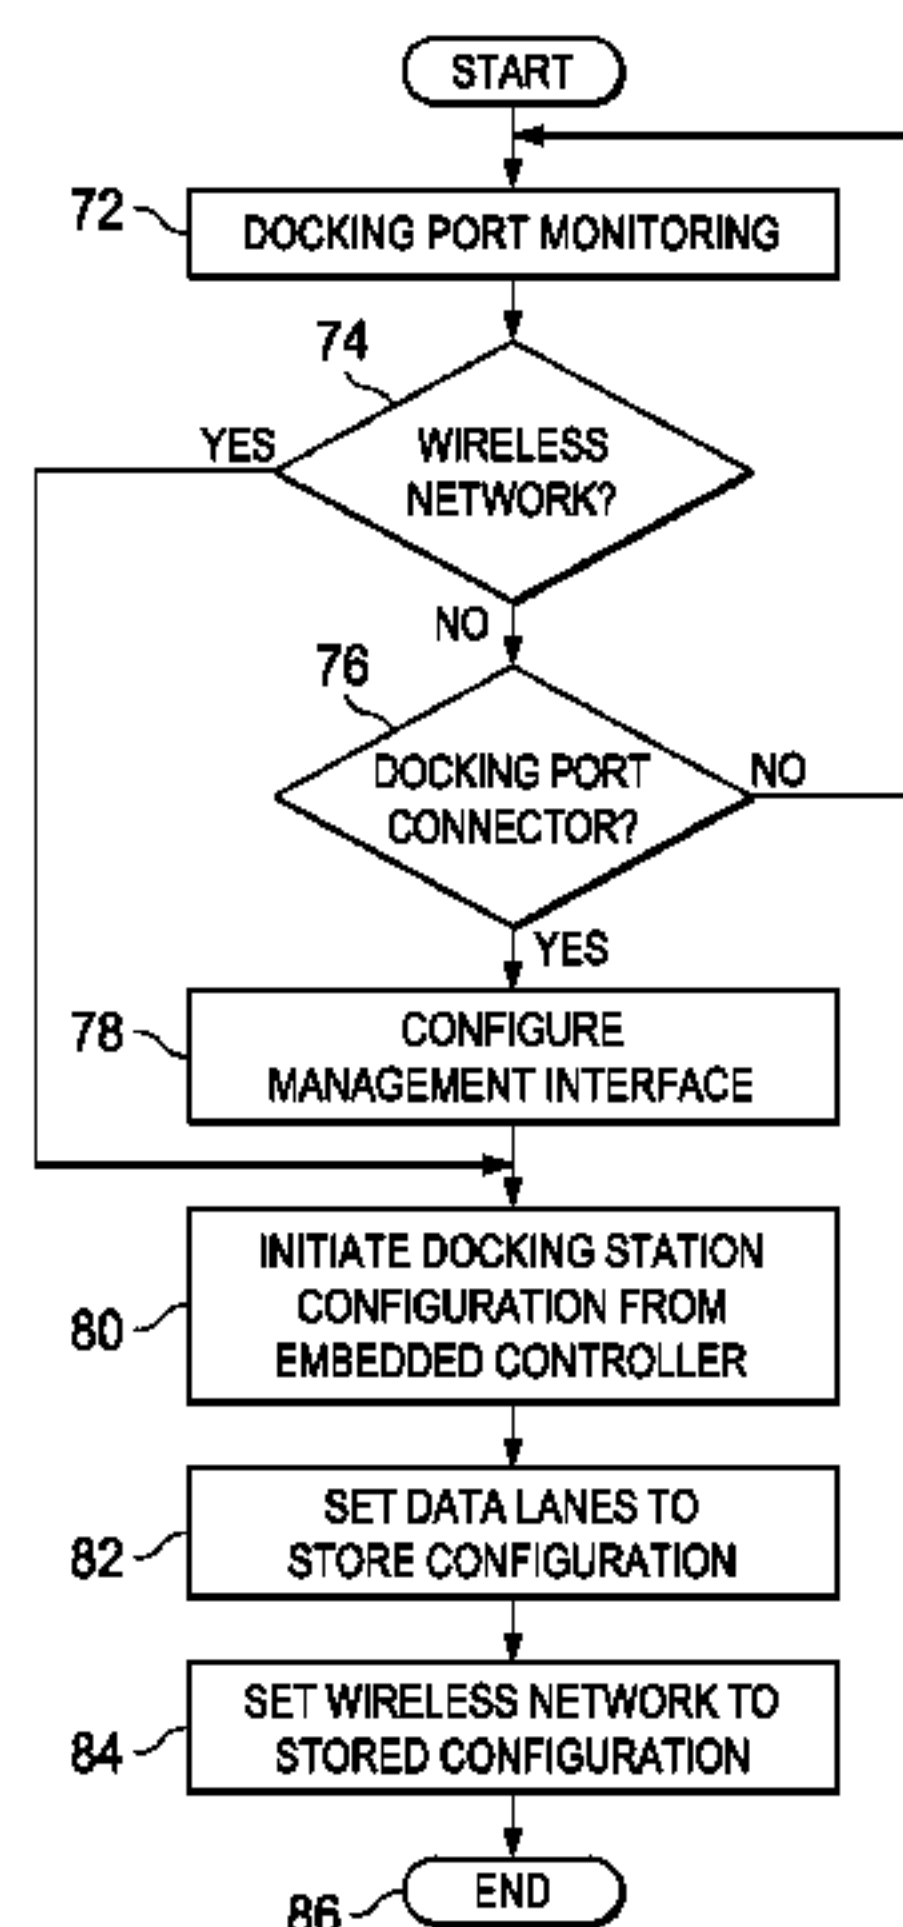 START
72
DOCKING PORT MONITORING
74
YES
WIRELESS
NETWORK?
NO
76
DOCKING PORT
CONNECTOR?
NO
YES
78
CONFIGURE
MANAGEMENT INTERFACE
80
INITIATE DOCKING STATION
CONFIGURATION FROM
EMBEDDED CONTROLLER
82
SET DATA LANES TO
STORE CONFIGURATION
84
SET WIRELESS NETWORK TO
STORED CONFIGURATION
END
86